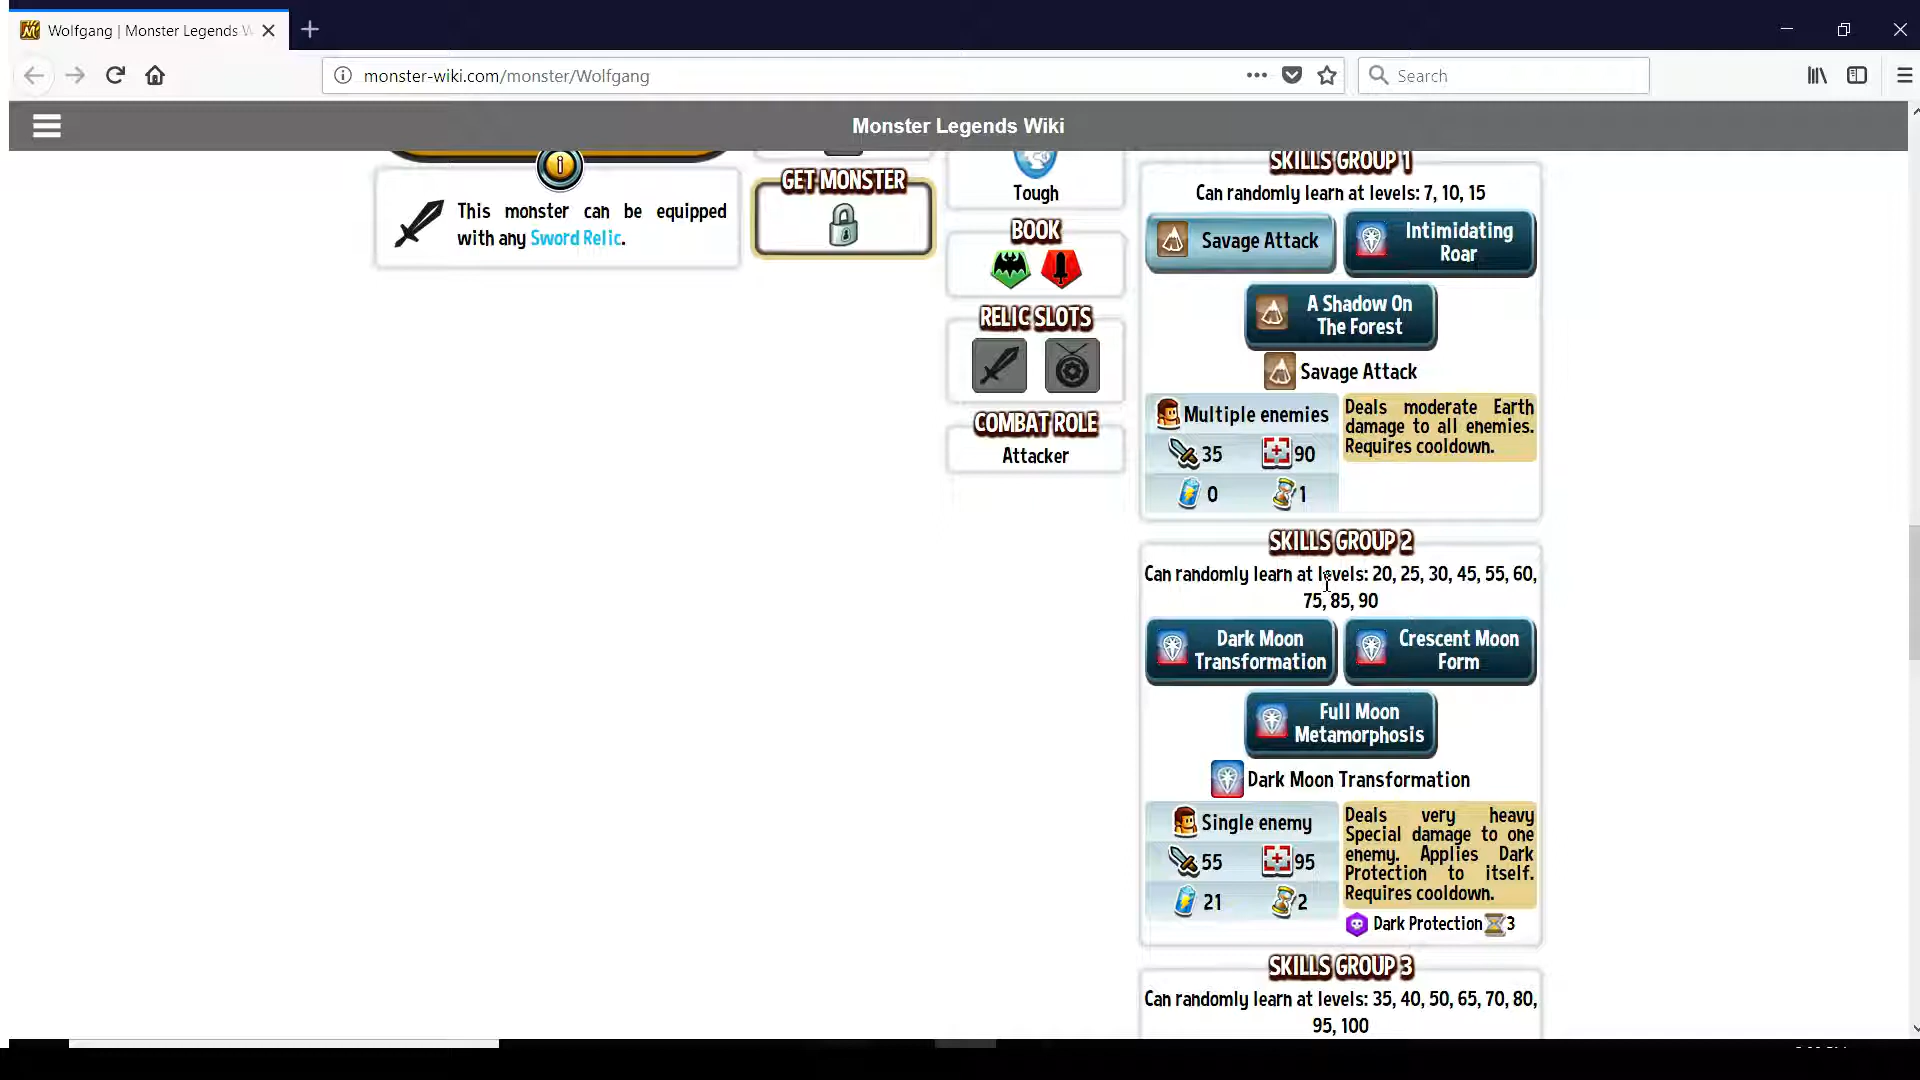 Wolfgang | Monster Legends W
monster-wiki.com/monster/Wolfgang
Search
Monster Legends Wiki
This monster can be equipped
with any Sword Relic.
GET MONSTER
Tough
BOOK
RELIC SLOTS
COMBAT ROLE
Attacker
SKILLS GROUP 1
Can randomly learn at levels: 7, 10, 15
Savage Attack
Intimidating
Roar
A Shadow On
The Forest
Savage Attack
Multiple enemies
35 90
0 1
Deals moderate Earth
damage to all enemies.
Requires cooldown.
SKILLS GROUP 2
Can randomly learn at levels: 20, 25, 30, 45, 55, 60,
75, 85, 90
Dark Moon
Transformation
Crescent Moon
Form
Full Moon
Metamorphosis
Dark Moon Transformation
Single enemy
55 95
21 2
Deals very heavy
Special damage to one
enemy. Applies Dark
Protection to itself.
Requires cooldown.
Dark Protection 3
SKILLS GROUP 3
Can randomly learn at levels: 35, 40, 50, 65, 70, 80,
95, 100